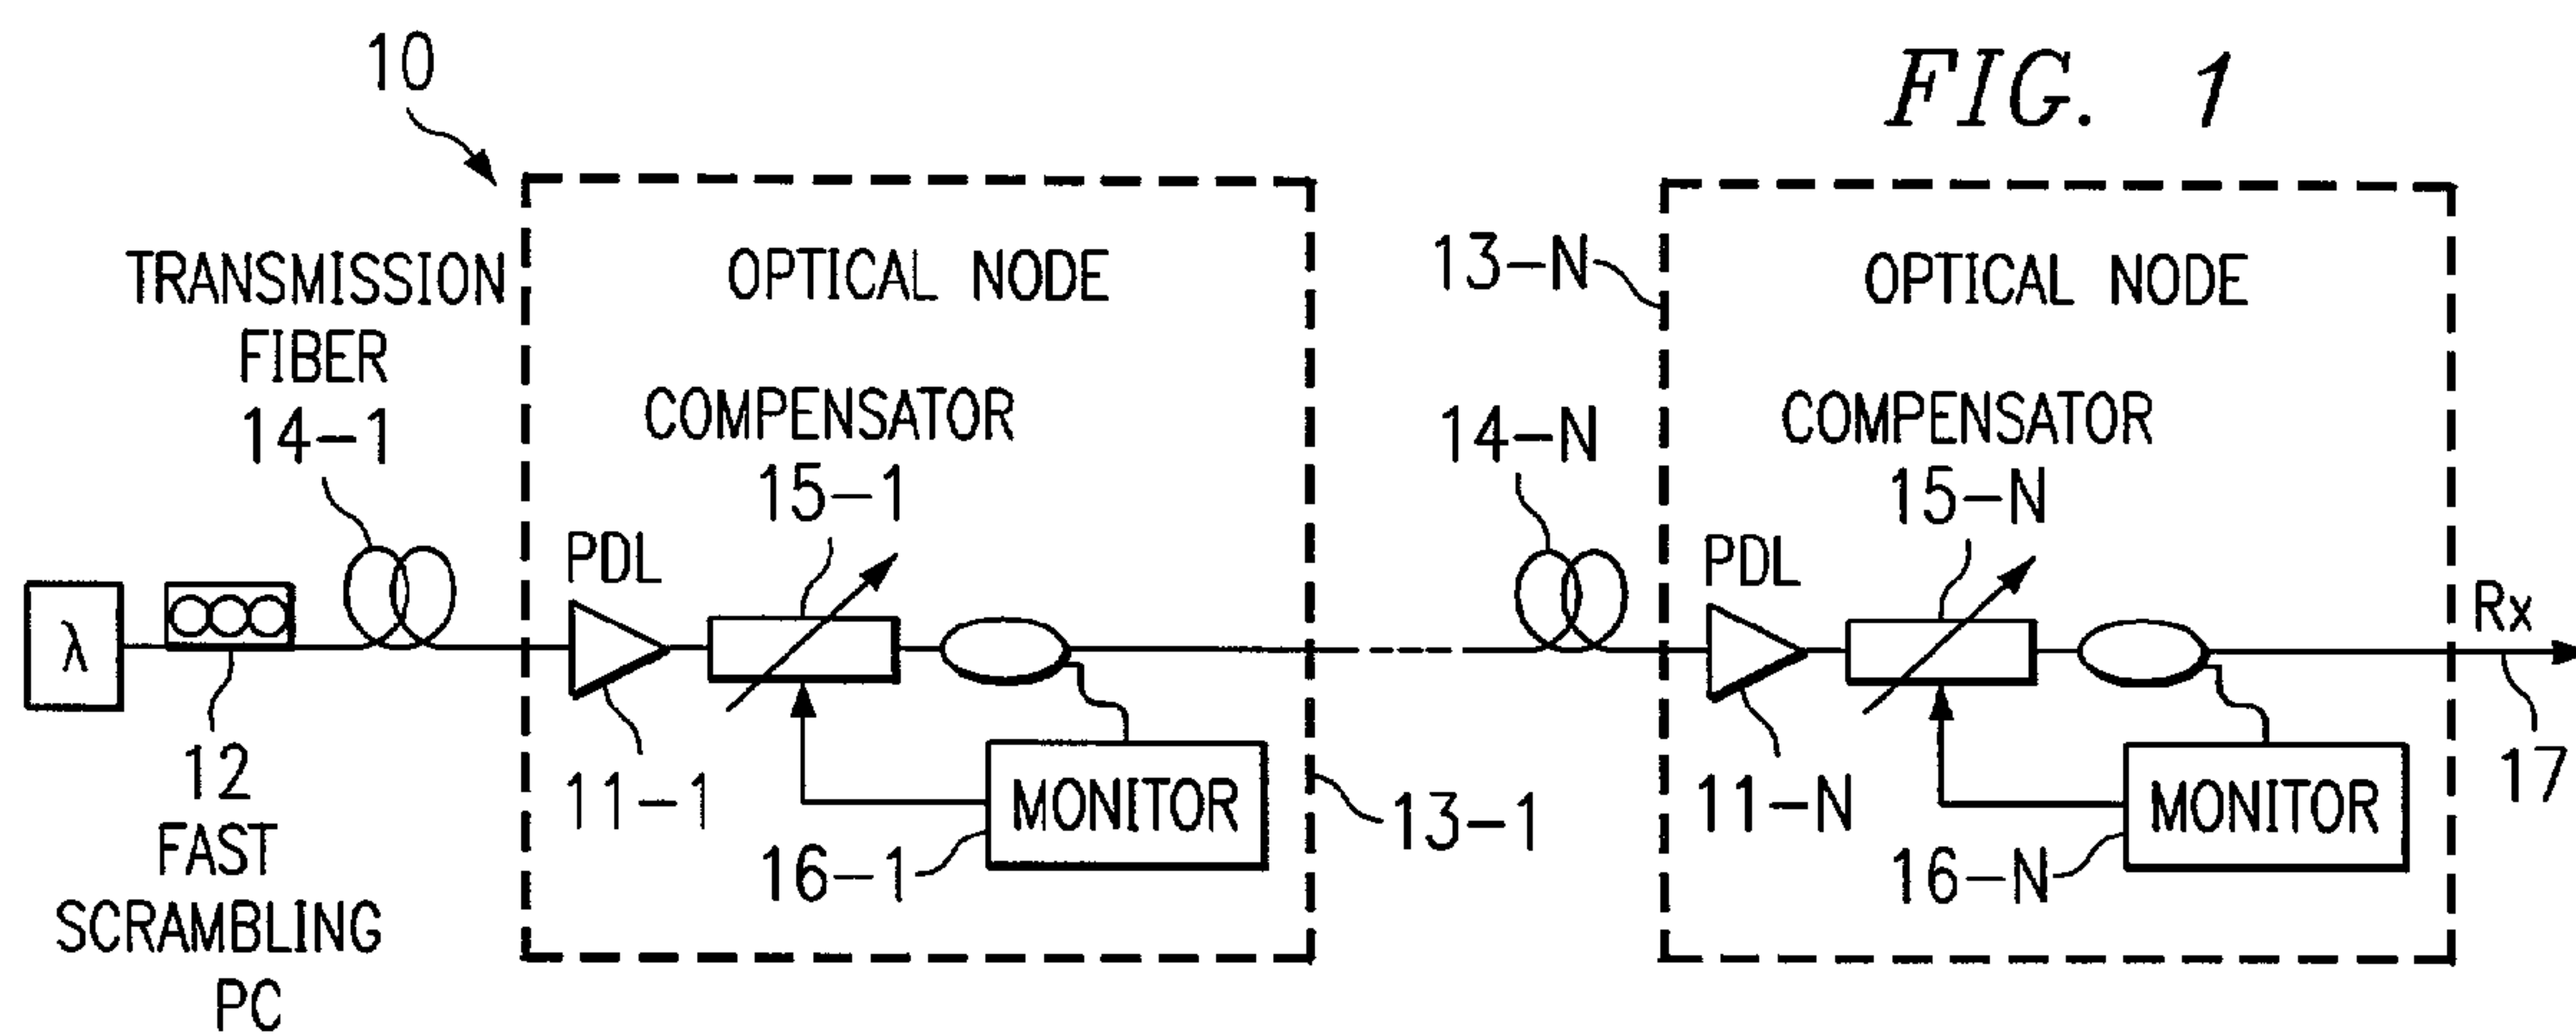 FIG. 1
10
TRANSMISSION
FIBER
14-1
λ
12
FAST
SCRAMBLING
PC
OPTICAL NODE
COMPENSATOR
15-1
PDL
11-1
MONITOR
16-1
13-1
14-N
13-N
OPTICAL NODE
COMPENSATOR
15-N
PDL
11-N
MONITOR
16-N
Rx
17